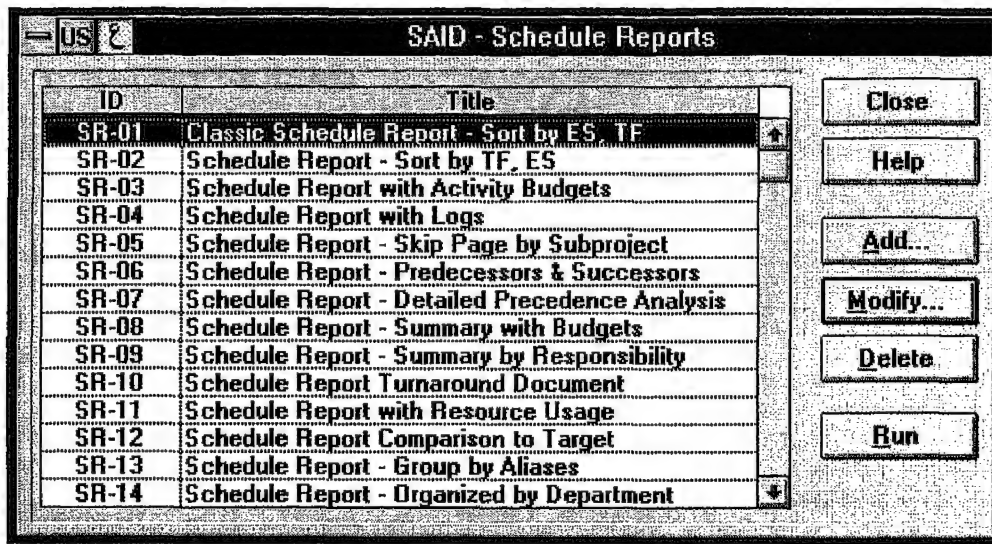 US
SAID - Schedule Reports
ID Title
SR-01 Classic Schedule Report - Sort by ES, TF
SR-02 Schedule Report - Sort by TF, ES
SR-03 Schedule Report with Activity Budgets
SR-04 Schedule Report with Logs
SR-05 Schedule Report - Skip Page by Subproject
SR-06 Schedule Report - Predecessors & Successors
SR-07 Schedule Report - Detailed Precedence Analysis
SR-08 Schedule Report - Summary with Budgets
SR-09 Schedule Report - Summary by Responsibility
SR-10 Schedule Report Turnaround Document
SR-11 Schedule Report with Resource Usage
SR-12 Schedule Report Comparison to Target
SR-13 Schedule Report - Group by Aliases
SR-14 Schedule Report - Organized by Department
Close
Help
Add...
Modify...
Delete
Run